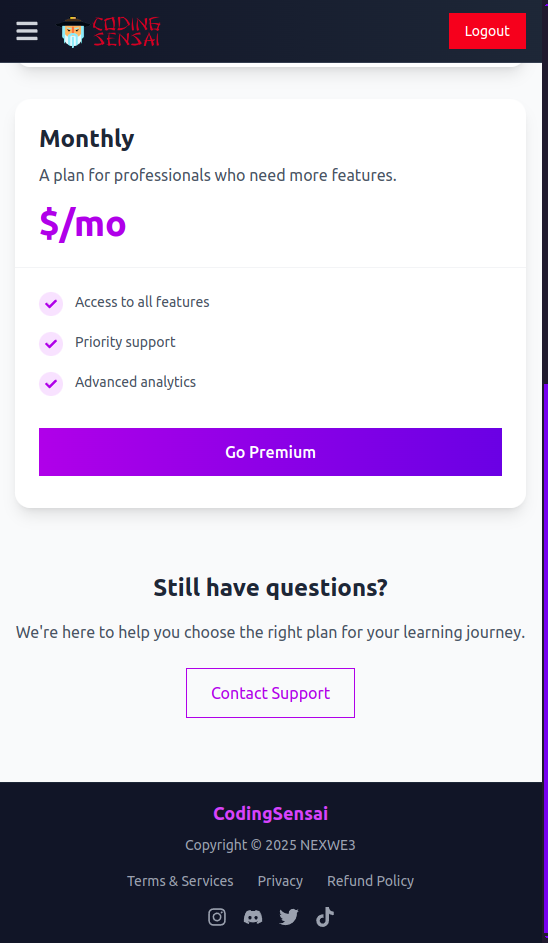 CODING
SENSAI
Logout
Monthly
A plan for professionals who need more features.
$/mo
Access to all features
Priority support
Advanced analytics
Go Premium
Still have questions?
We're here to help you choose the right plan for your learning journey.
Contact Support
CodingSensai
Copyright © 2025 NEXWE3
Terms & Services Privacy Refund Policy